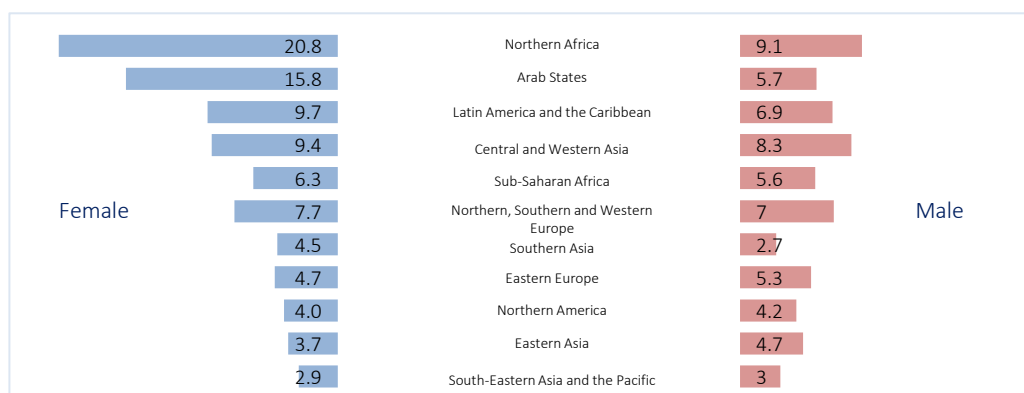 20.8 Northern Africa 9.1
15.8 Arab States 5.7
9.7 Latin America and the Caribbean 6.9
9.4 Central and Western Asia 8.3
6.3 Sub-Saharan Africa 5.6
Female 7.7 Northern, Southern and Western 7 Male
Europe
4.5 Southern Asia 2.7
4.7 Eastern Europe 5.3
4.0 Northern America 4.2
3.7 Eastern Asia 4.7
2.9 South-Eastern Asia and the Pacific 3